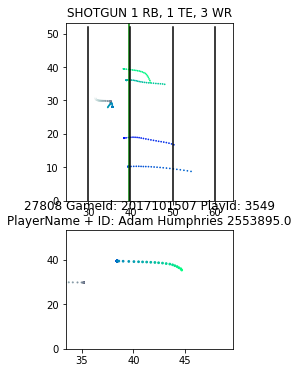 SHOTGUN 1 RB, 1 TE, 3 WR
50
40
30
20
10
0
30 40 50 60
27808 GameId: 2017101507 PlayId: 3549
PlayerName + ID: Adam Humphries 2553895.0
40
20
0
35 40 45